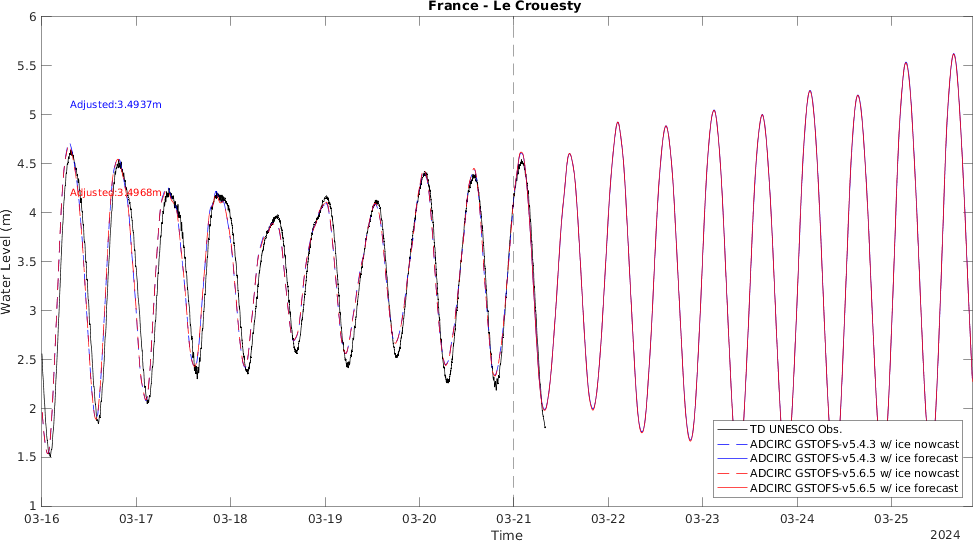 France - Le Crouesty
6
5.5
5
4.5
4
3.5
3
2.5
2
1.5
1
Water Level (m)
Adjusted:3.4937m
Adjusted:3.4968m
TD UNESCO Obs.
ADCIRC GSTOFS-v5.4.3 w/ ice nowcast
ADCIRC GSTOFS-v5.4.3 w/ ice forecast
ADCIRC GSTOFS-v5.6.5 w/ ice nowcast
ADCIRC GSTOFS-v5.6.5 w/ ice forecast
03-16 03-17 03-18 03-19 03-20 03-21 03-22 03-23 03-24 03-25
Time
2024